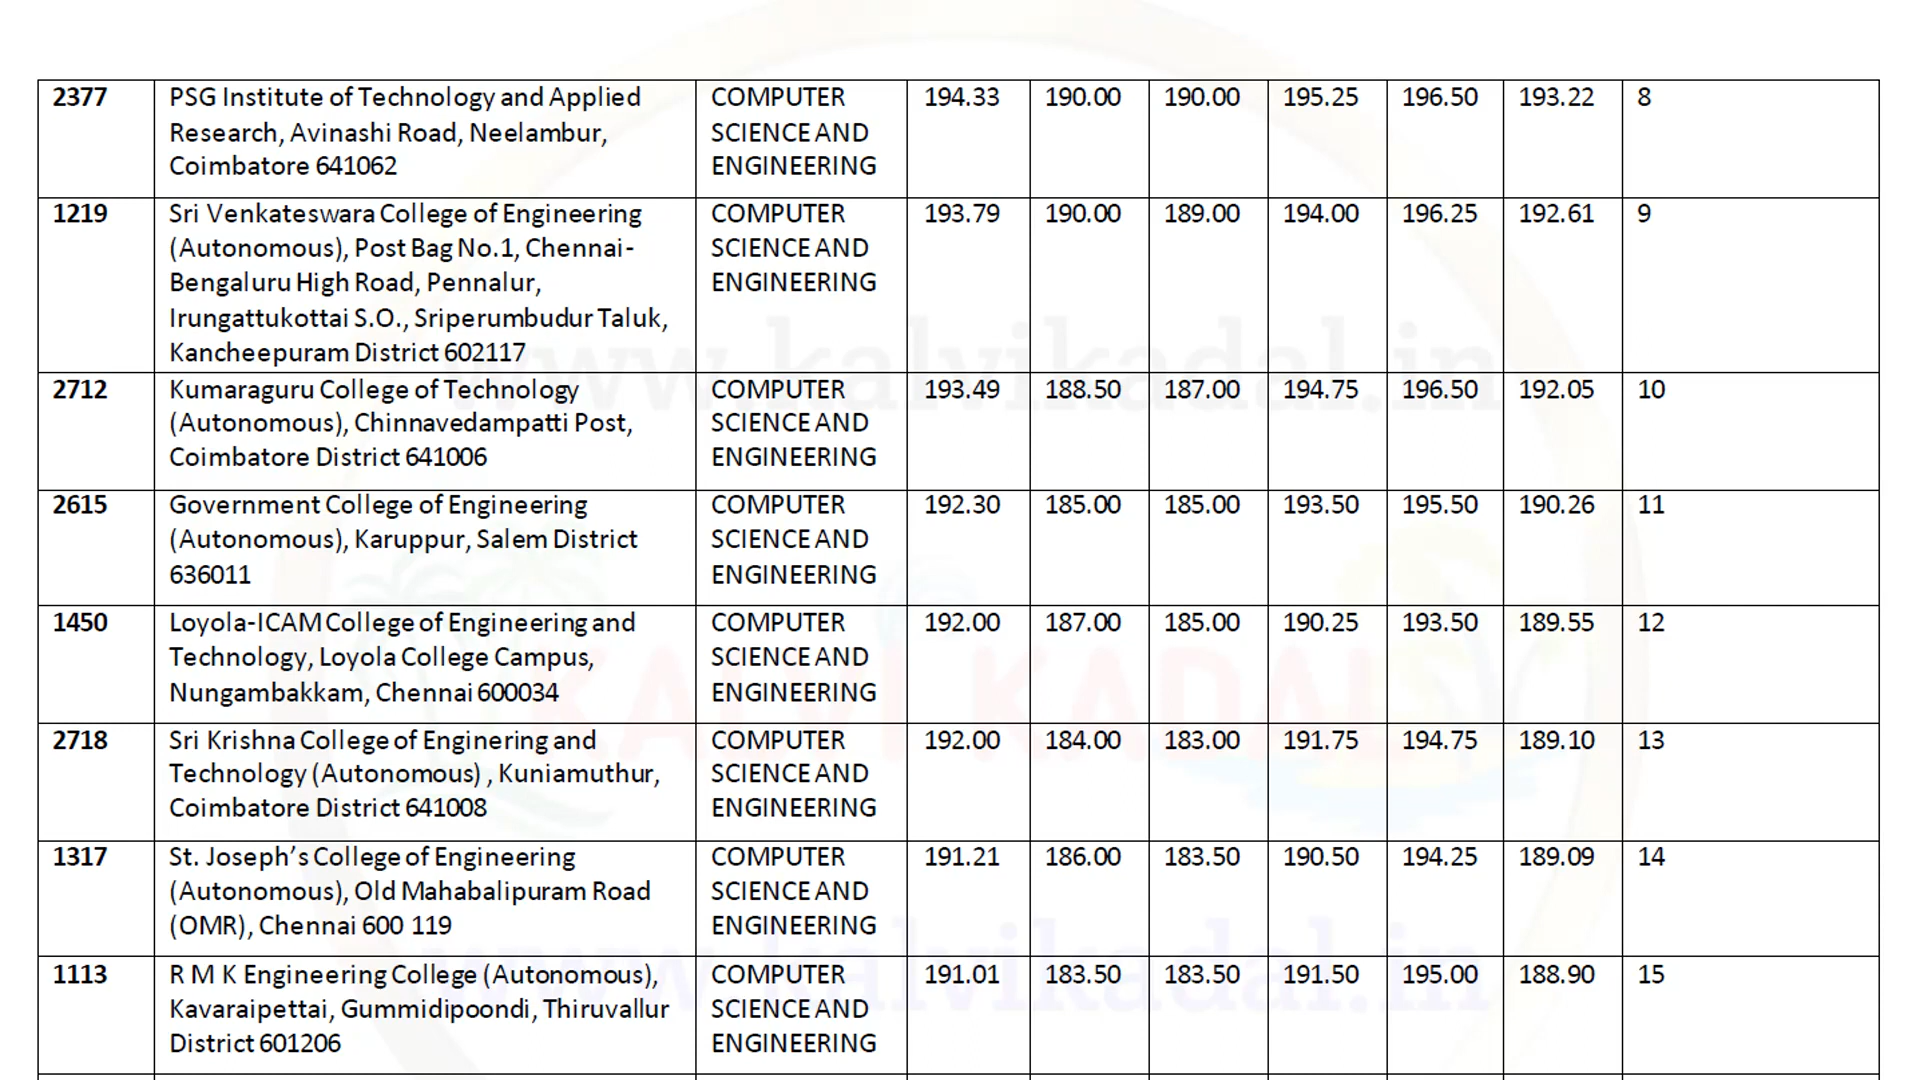 2377 PSG Institute of Technology and Applied COMPUTER 194.33 190.00 190.00 195.25 196.50 193.22 8
Research, Avinashi Road, Neelambur, SCIENCE AND
Coimbatore 641062 ENGINEERING
1219 Sri Venkateswara College of Engineering COMPUTER 193.79 190.00 189.00 194.00 196.25 192.61 9
(Autonomous), Post Bag No.1, Chennai- SCIENCE AND
Bengaluru High Road, Pennalur, ENGINEERING
Irungattukottai S.O., Sriperumbudur Taluk,
Kancheepuram District 602117
www.kalvikadal.in
2712 Kumaraguru College of Technology COMPUTER 193.49 188.50 187.00 194.75 196.50 192.05 10
(Autonomous), Chinnavedampatti Post, SCIENCE AND
Coimbatore District 641006 ENGINEERING
2615 Government College of Engineering COMPUTER 192.30 185.00 185.00 193.50 195.50 190.26 11
(Autonomous), Karuppur, Salem District SCIENCE AND
636011 ENGINEERING
1450 Loyola-ICAM College of Engineering and COMPUTER 192.00 187.00 185.00 190.25 193.50 189.55 12
Technology, Loyola College Campus, SCIENCE AND
Nungambakkam, Chennai 600034 ENGINEERING
KALVI KADAL
2718 Sri Krishna College of Enginering and COMPUTER 192.00 184.00 183.00 191.75 194.75 189.10 13
Technology (Autonomous) , Kuniamuthur, SCIENCE AND
Coimbatore District 641008 ENGINEERING
1317 St. Joseph’s College of Engineering COMPUTER 191.21 186.00 183.50 190.50 194.25 189.09 14
(Autonomous), Old Mahabalipuram Road SCIENCE AND
(OMR), Chennai 600 119 ENGINEERING
www.kalvikadal.in
1113 R M K Engineering College (Autonomous), COMPUTER 191.01 183.50 183.50 191.50 195.00 188.90 15
Kavaraipettai, Gummidipoondi, Thiruvallur SCIENCE AND
District 601206 ENGINEERING